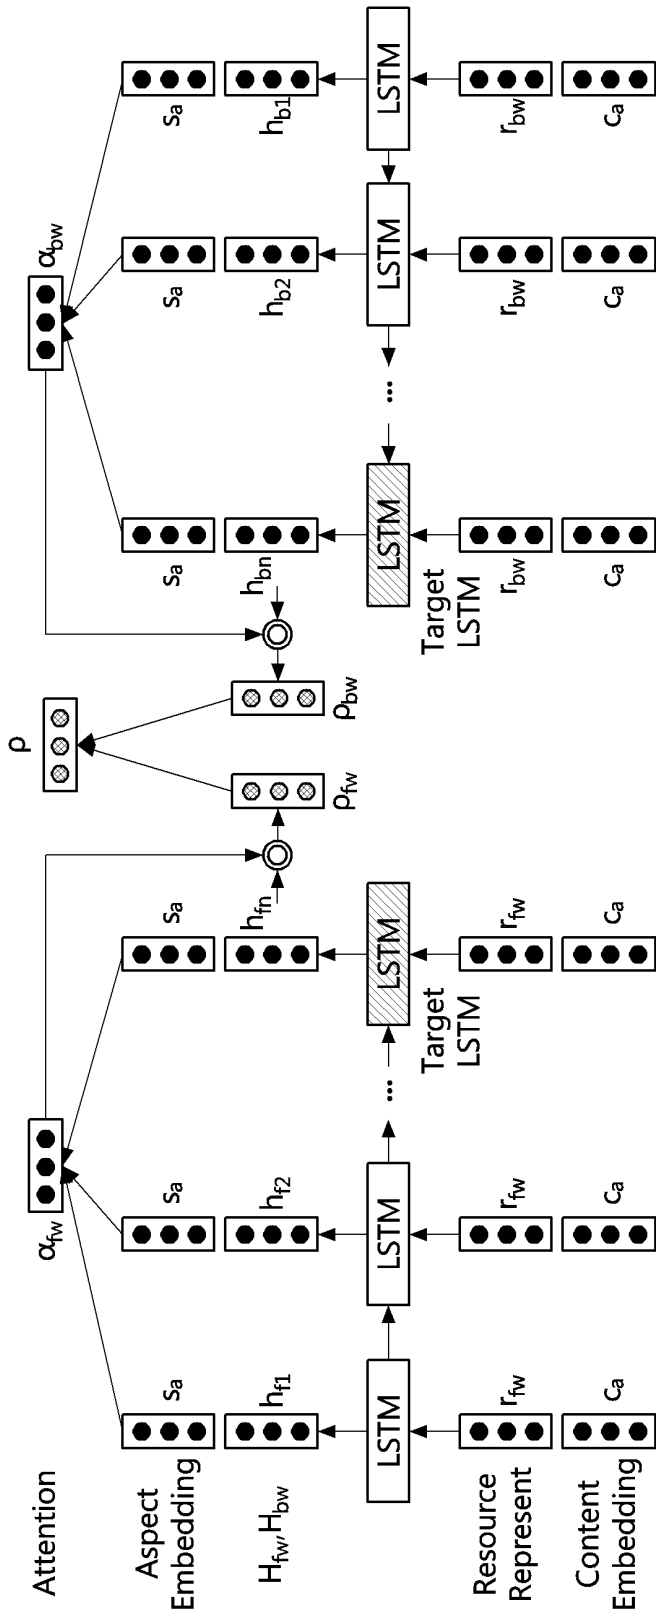 ρ
Attention
α_fw
α_bw
Aspect
Embedding
s_a
s_a
s_a
s_a
s_a
s_a
H_fw, H_bw
h_f1
h_f2
h_fn
h_bn
h_b2
h_b1
ρ_fw
ρ_bw
LSTM
LSTM
...
LSTM
LSTM
...
LSTM
LSTM
Target
LSTM
Target
LSTM
Resource
Represent
r_fw
r_fw
r_fw
r_bw
r_bw
r_bw
Content
Embedding
c_a
c_a
c_a
c_a
c_a
c_a